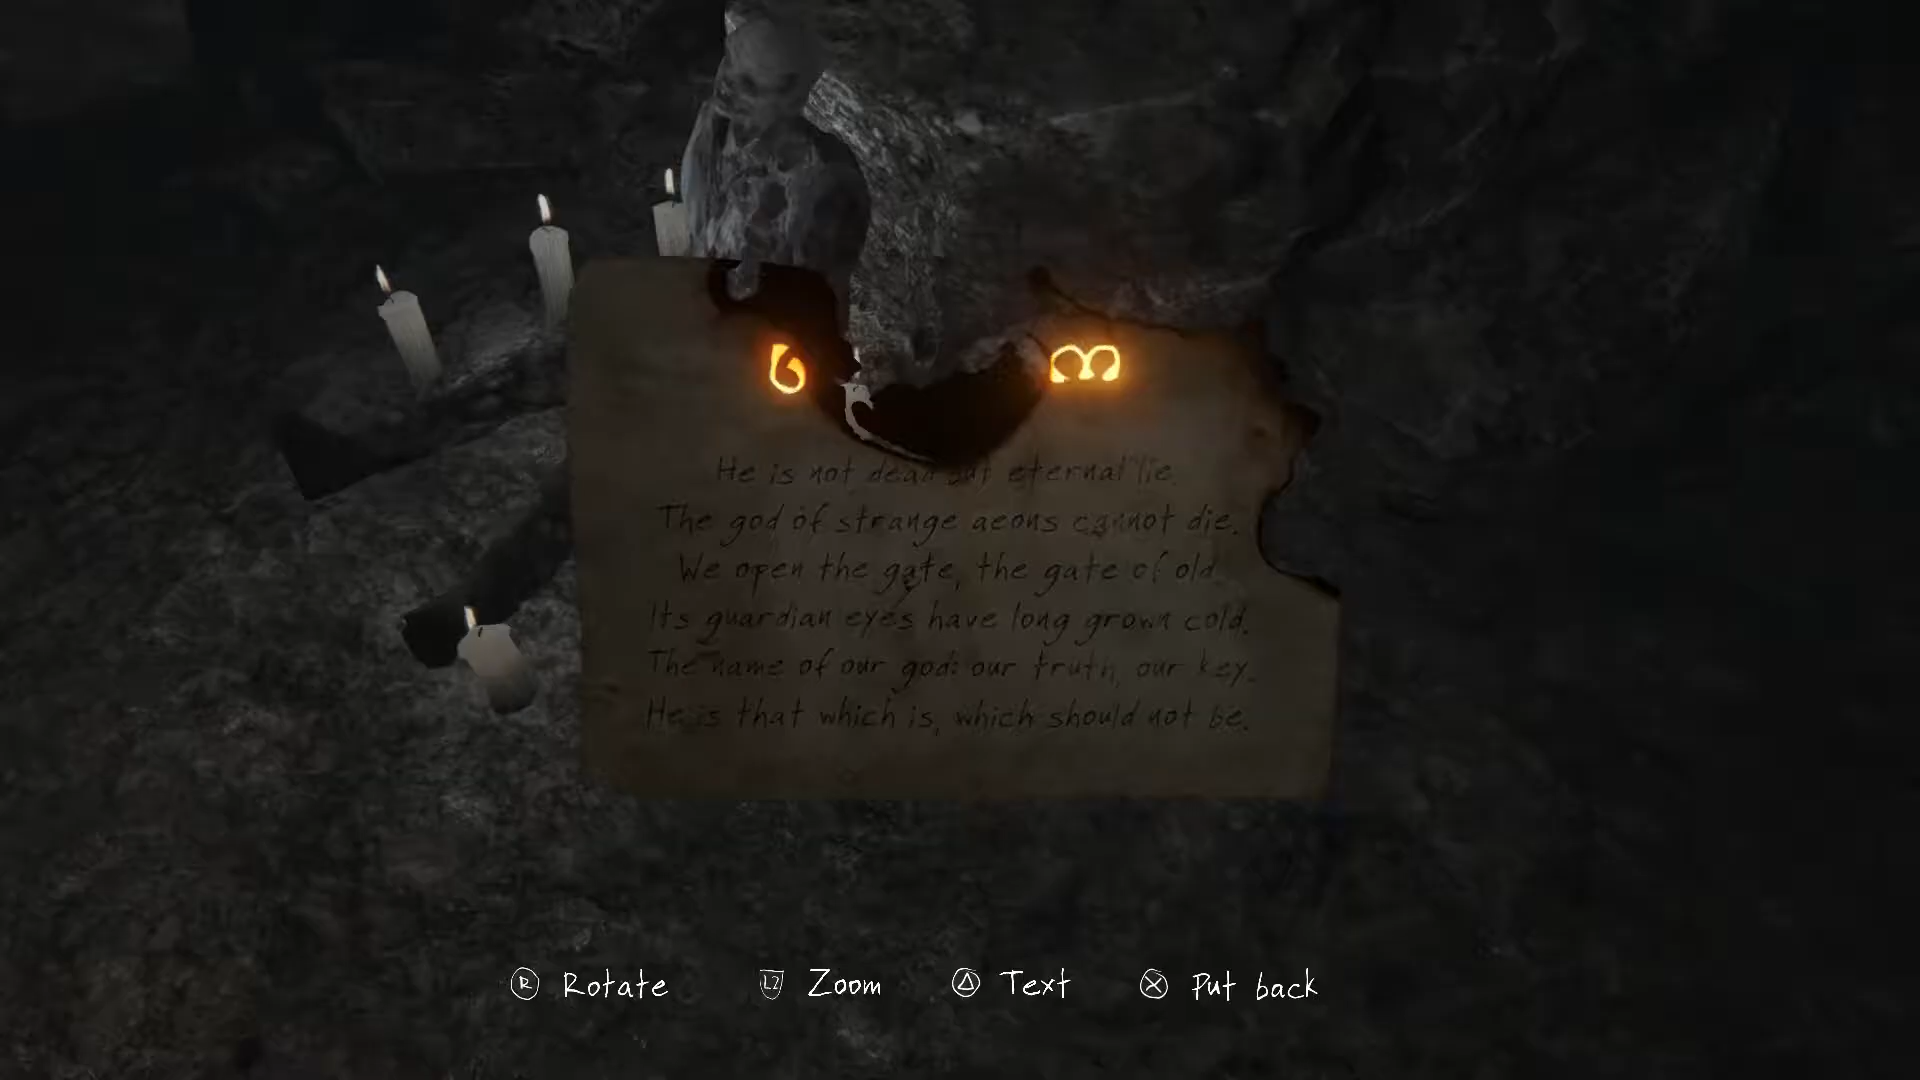 He is not dead but eternal lie.
The god of strange aeons cannot die.
We open the gate, the gate of old.
Its guardian eyes have long grown cold.
The name of our god: our truth, our key.
He is that which is, which should not be.
R Rotate L2 Zoom △ Text X Put back